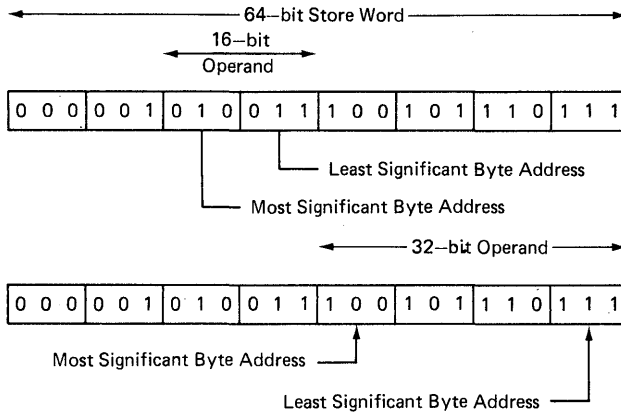 64-bit Store Word
16-bit
Operand
0 0 0 0 0 1 0 1 0 0 1 1 1 0 0 1 0 1 1 1 0 1 1 1
Least Significant Byte Address
Most Significant Byte Address
32-bit Operand
0 0 0 0 0 1 0 1 0 0 1 1 1 0 0 1 0 1 1 1 0 1 1 1
Most Significant Byte Address
Least Significant Byte Address